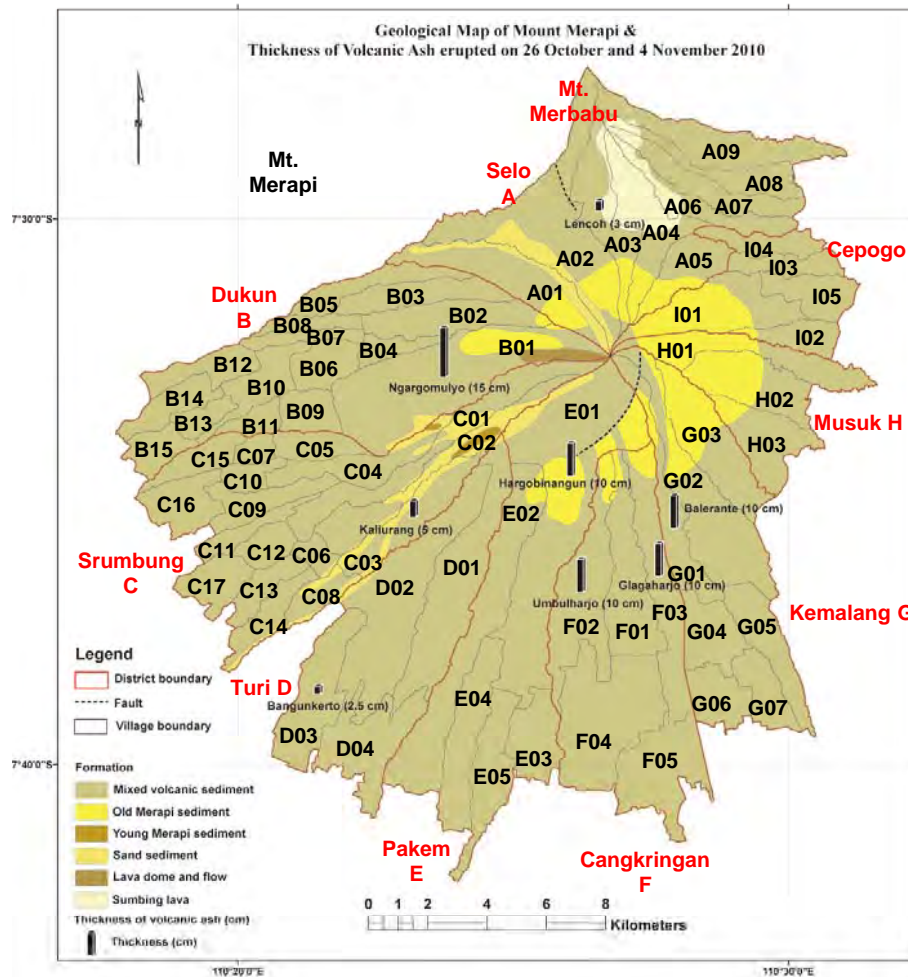 Geological Map of Mount Merapi &
Thickness of Volcanic Ash erupted on 26 October and 4 November 2010
N
Mt.
Merapi
Mt.
Merbabu
Selo
A
A09
A08
A07
A06
Lencoh (3 cm)
A04
A03
A02
A05
A01
7°30'0"S
I04
I03
Cepogo
I05
I01
I02
Dukun
B
B05
B03
B08
B07
B02
B04
B01
B12
B06
B10
B14
B09
B13
B11
B15
Ngargomulyo (15 cm)
H01
H02
H03
Musuk H
C01
C02
C05
C07
C15
C04
C10
C16
C09
Kaliurang (5 cm)
C11
C12
C06
C03
C17
C13
C08
C14
Srumbung
C
E01
Hargobinangun (10 cm)
E02
G03
G02
Balerante (10 cm)
Glagaharjo (10 cm)
G01
Umbulharjo (10 cm)
D01
D02
F03
F02
F01
G04
G05
Kemalang G
Turi D
Bangunkerto (2.5 cm)
D03
D04
E04
E03
E05
F04
F05
G06
G07
7°40'0"S
Pakem
E
Cangkringan
F
Legend
District boundary
Fault
Village boundary
Formation
Mixed volcanic sediment
Old Merapi sediment
Young Merapi sediment
Sand sediment
Lava dome and flow
Sumbing lava
Thickness of volcanic ash (cm)
Thickness (cm)
0 0.5 1 2 4 6 8
Kilometers
110°20'0"E
110°30'0"E